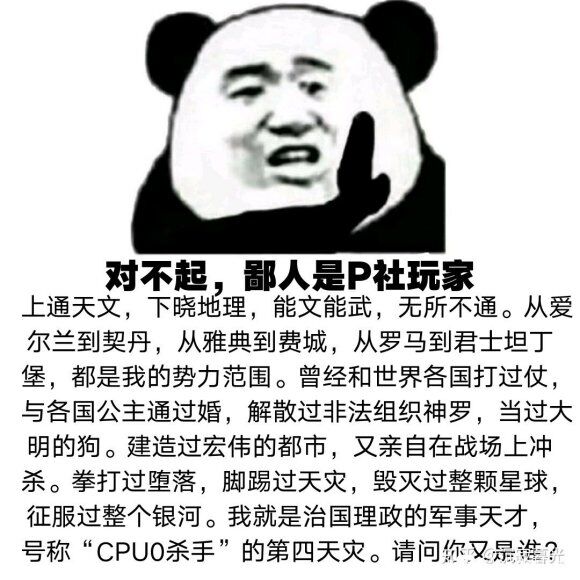 对不起，鄙人是P社玩家
上通天文，下晓地理，能文能武，无所不通。从爱
尔兰到契丹，从雅典到费城，从罗马到君士坦丁
堡，都是我的势力范围。曾经和世界各国打过仗，
与各国公主通过婚，解散过非法组织神罗，当过大
明的狗。建造过宏伟的都市，又亲自在战场上冲
杀。拳打过堕落，脚踢过天灾，毁灭过整颗星球，
征服过整个银河。我就是治国理政的军事天才，
号称“CPU0杀手”的第四天灾。请问你又是谁？